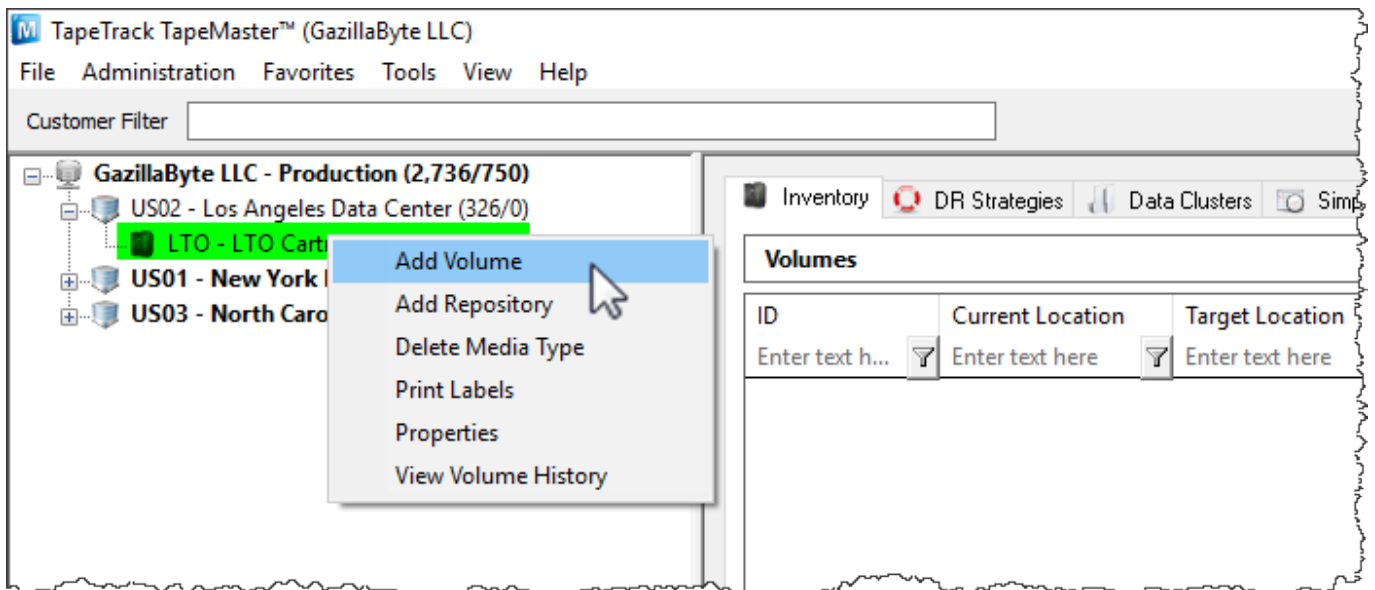 TapeTrack TapeMaster™ (GazillaByte LLC)
File Administration Favorites Tools View Help
Customer Filter
GazillaByte LLC - Production (2,736/750)
US02 - Los Angeles Data Center (326/0)
LTO - LTO
US01 - New York
US03 - North
Add Volume
Add Repository
Delete Media Type
Print Labels
Properties
View Volume History
Inventory DR Strategies Data Clusters
Volumes
ID Current Location Target Location
Enter text h... Enter text here Enter text here